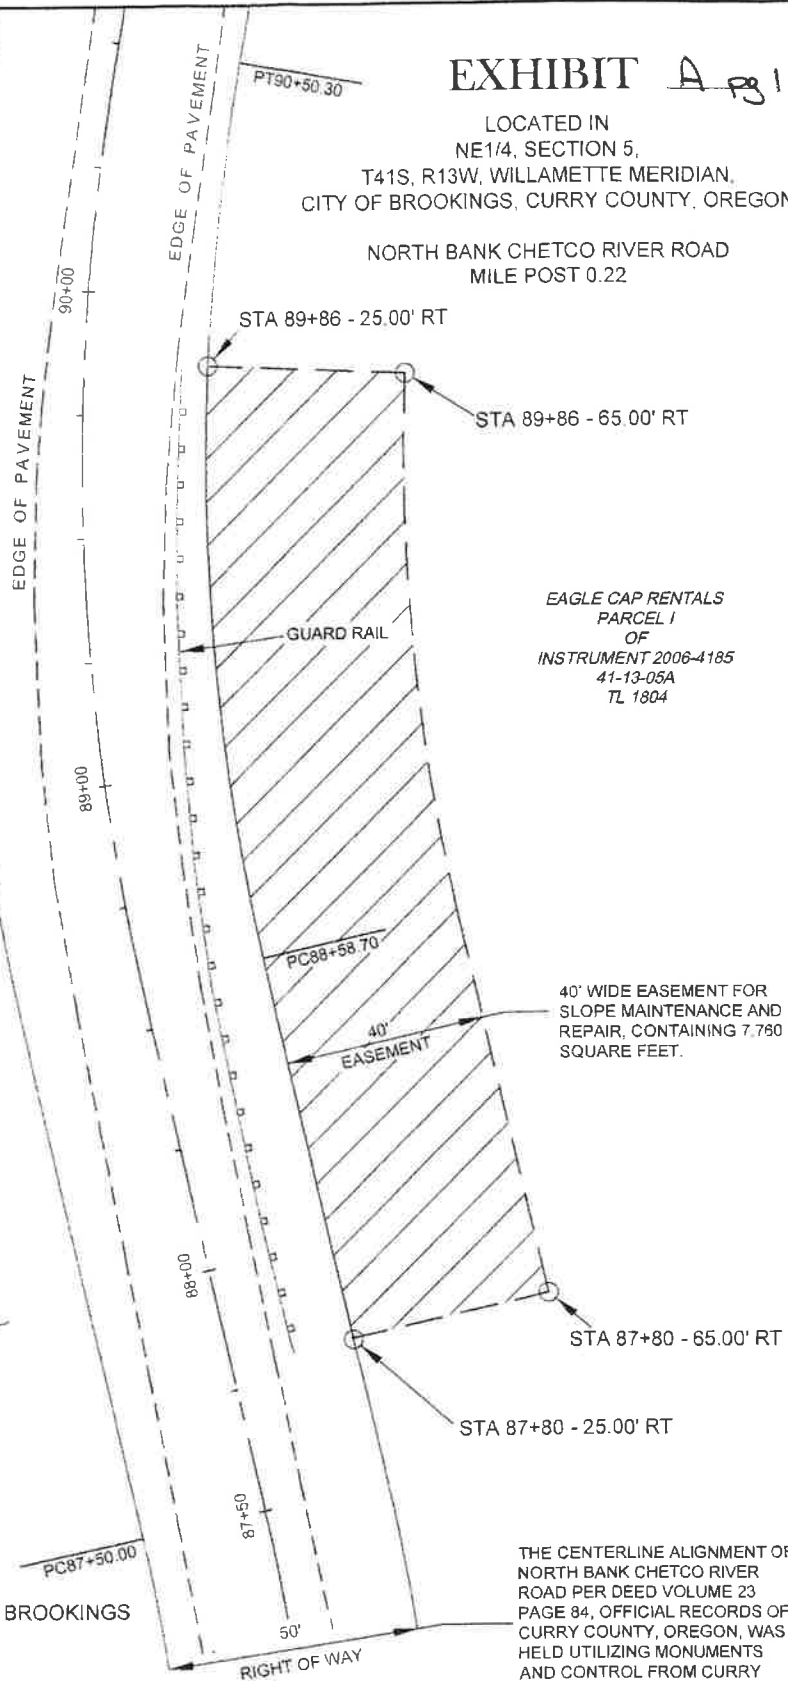 EXHIBIT A pg 1
LOCATED IN
NE1/4, SECTION 5,
T41S, R13W, WILLAMETTE MERIDIAN,
CITY OF BROOKINGS, CURRY COUNTY, OREGON
NORTH BANK CHETCO RIVER ROAD
MILE POST 0.22
PT90+50.30
EDGE OF PAVEMENT
90+00
STA 89+86 - 25.00' RT
STA 89+86 - 65.00' RT
EDGE OF PAVEMENT
GUARD RAIL
EAGLE CAP RENTALS
PARCEL I
OF
INSTRUMENT 2006-4185
41-13-05A
TL 1804
89+00
PC88+58.70
40'
EASEMENT
40' WIDE EASEMENT FOR
SLOPE MAINTENANCE AND
REPAIR, CONTAINING 7,760
SQUARE FEET.
88+00
STA 87+80 - 65.00' RT
STA 87+80 - 25.00' RT
87+50
PC87+50.00
BROOKINGS
50'
RIGHT OF WAY
THE CENTERLINE ALIGNMENT OF
NORTH BANK CHETCO RIVER
ROAD PER DEED VOLUME 23
PAGE 84, OFFICIAL RECORDS OF
CURRY COUNTY, OREGON, WAS
HELD UTILIZING MONUMENTS
AND CONTROL FROM CURRY